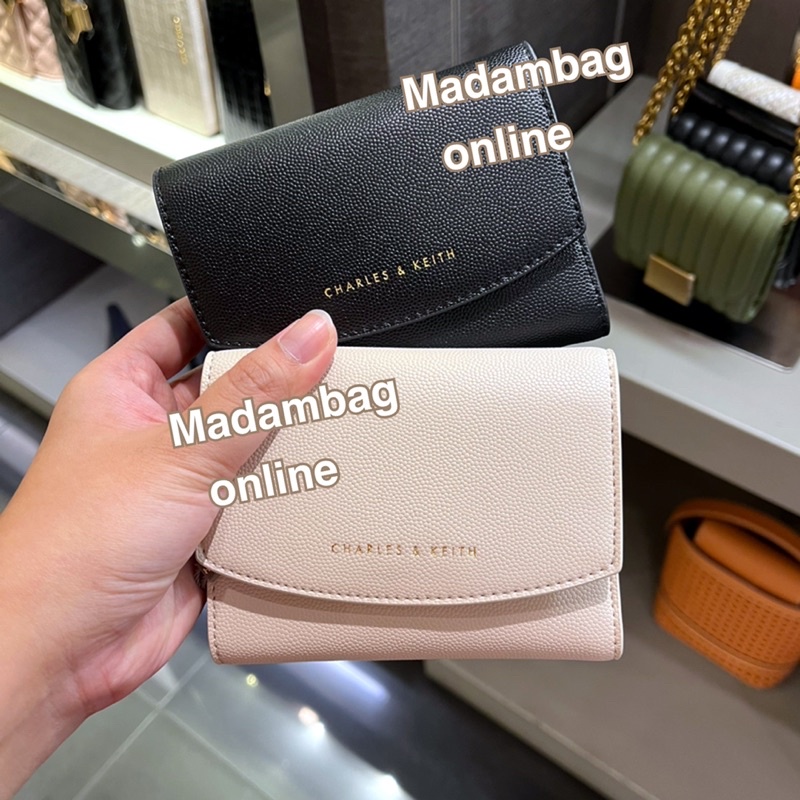 Madambag
online
CHARLES & KEITH
Madambag
online
CHARLES & KEITH